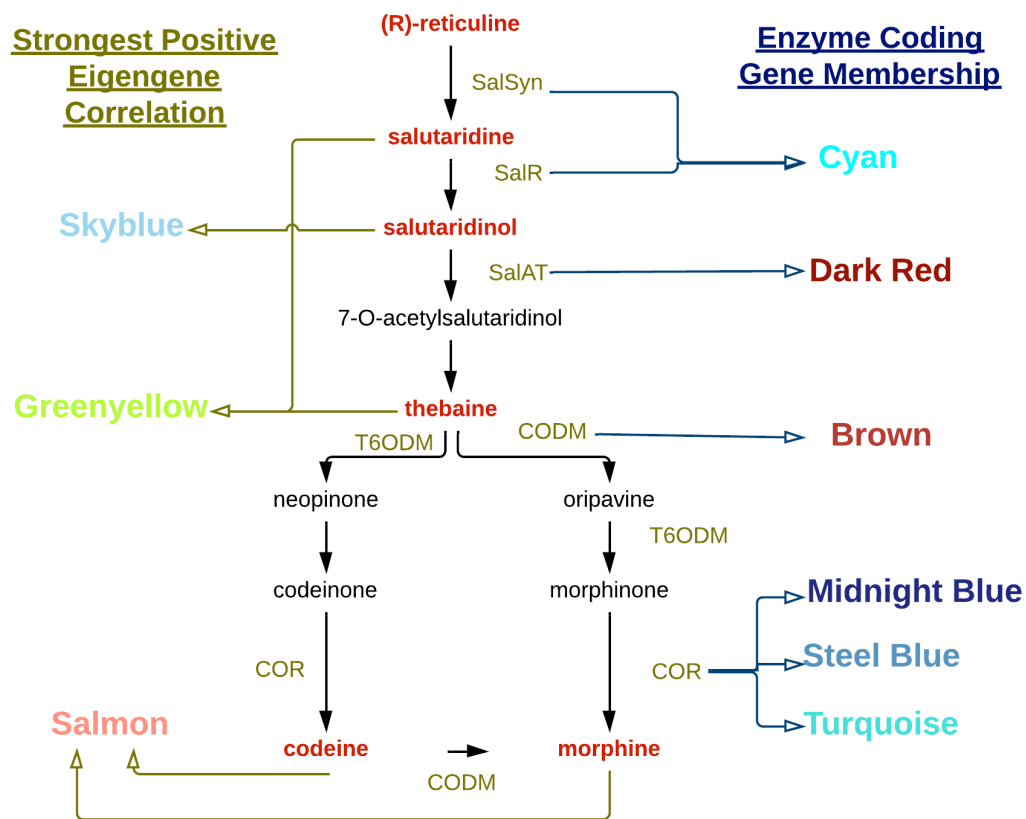 (R)-reticuline
Strongest Positive
Eigengene
Correlation
Enzyme Coding
Gene Membership
SalSyn
salutaridine
Cyan
SalR
Skyblue
salutaridinol
SalAT
Dark Red
7-O-acetylsalutaridinol
Greenyellow
thebaine
T6ODM
CODM
Brown
neopinone
oripavine
T6ODM
codeinone
morphinone
Midnight Blue
COR
COR
Steel Blue
Salmon
Turquoise
codeine
morphine
CODM